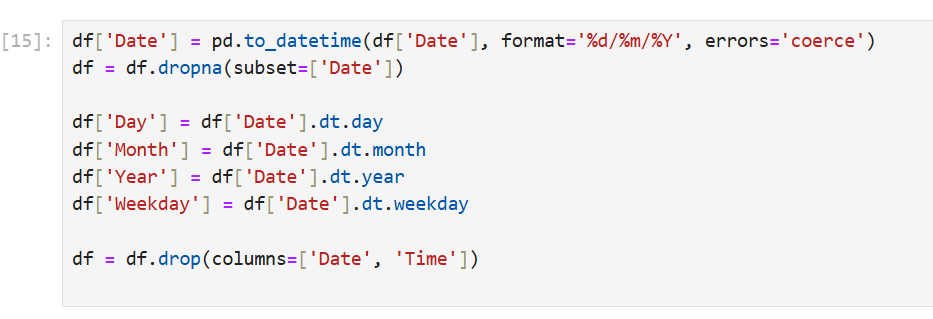 [15]: df['Date'] = pd.to_datetime(df['Date'], format='%d/%m/%Y', errors='coerce')
df = df.dropna(subset=['Date'])
df['Day'] = df['Date'].dt.day
df['Month'] = df['Date'].dt.month
df['Year'] = df['Date'].dt.year
df['Weekday'] = df['Date'].dt.weekday
df = df.drop(columns=['Date', 'Time'])